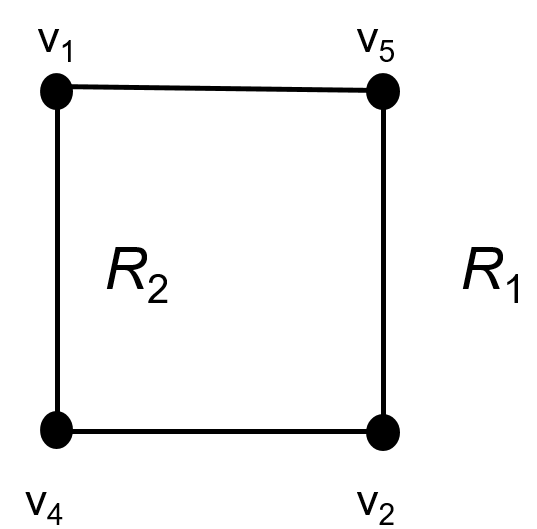 v₁ v₅
R₂ R₁
v₄ v₂